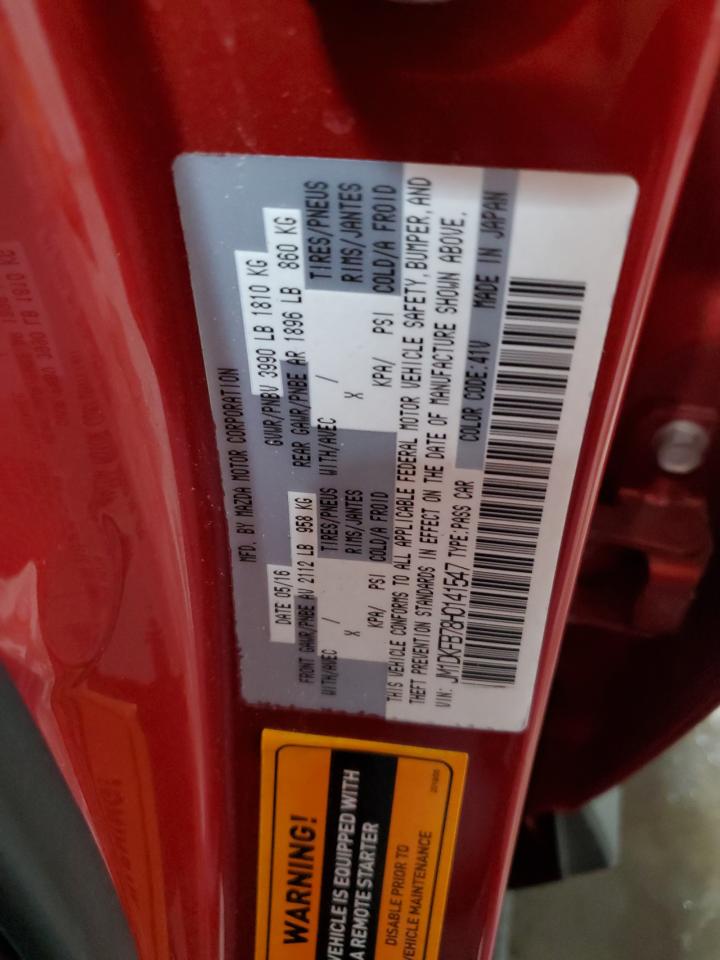 MFD. BY MAZDA MOTOR CORPORATION
DATE 05/16 GVWR/PNBV 3990 LB 1810 KG
FRONT GAWR/PNBE AV 2112 LB 958 KG REAR GAWR/PNBE AR 1896 LB 860 KG
WITH/AVEC / TIRES/PNEUS WITH/AVEC / TIRES/PNEUS
X RIMS/JANTES X RIMS/JANTES
KPA/ PSI COLD/A FROID KPA/ PSI COLD/A FROID
THIS VEHICLE CONFORMS TO ALL APPLICABLE FEDERAL MOTOR VEHICLE SAFETY, BUMPER, AND
THEFT PREVENTION STANDARDS IN EFFECT ON THE DATE OF MANUFACTURE SHOWN ABOVE.
VIN: JM1DKFB78H0141547 TYPE:PASS CAR COLOR CODE:41V MADE IN JAPAN
WARNING!
VEHICLE IS EQUIPPED WITH
A REMOTE STARTER
DISABLE PRIOR TO
VEHICLE MAINTENANCE